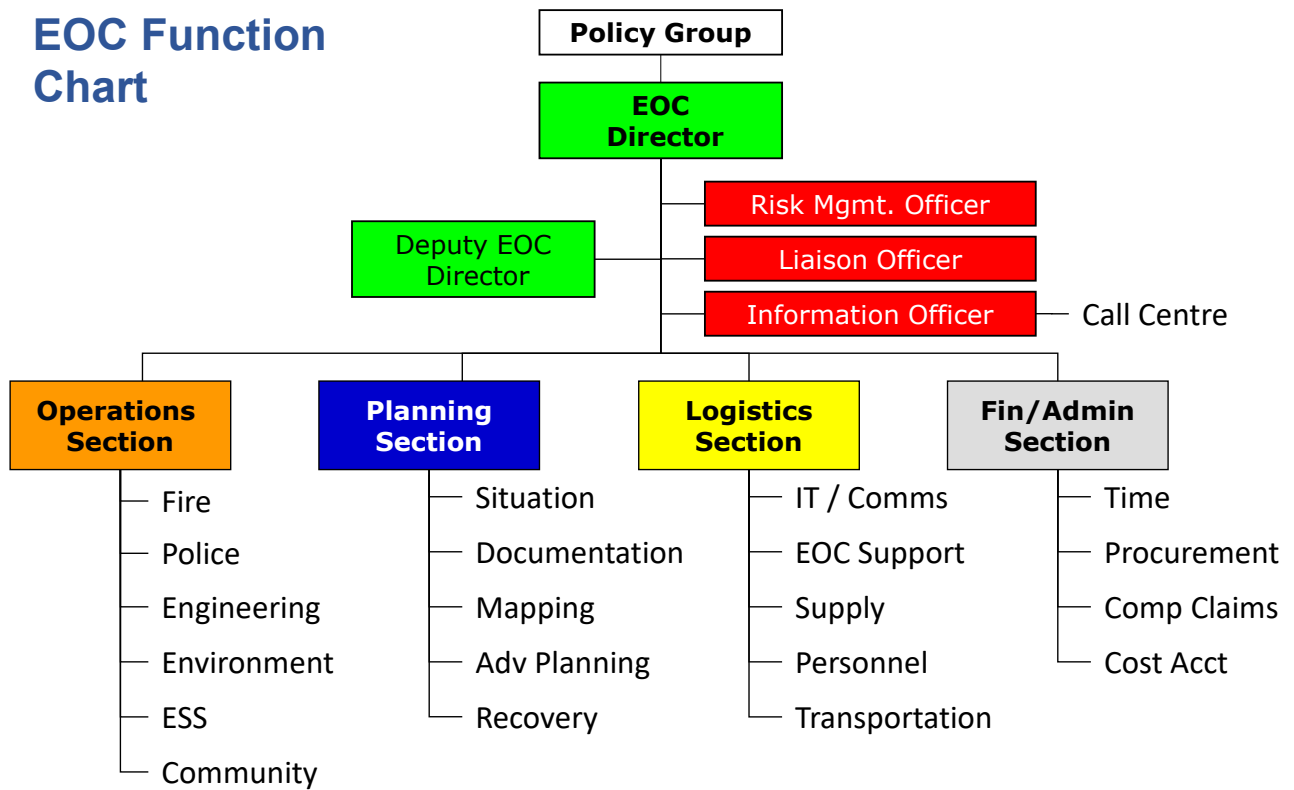 EOC Function
Chart
Policy Group
EOC
Director
Risk Mgmt. Officer
Deputy EOC
Director
Liaison Officer
Information Officer
Call Centre
Operations
Section
Fire
Police
Engineering
Environment
ESS
Community
Planning
Section
Situation
Documentation
Mapping
Adv Planning
Recovery
Logistics
Section
IT / Comms
EOC Support
Supply
Personnel
Transportation
Fin/Admin
Section
Time
Procurement
Comp Claims
Cost Acct